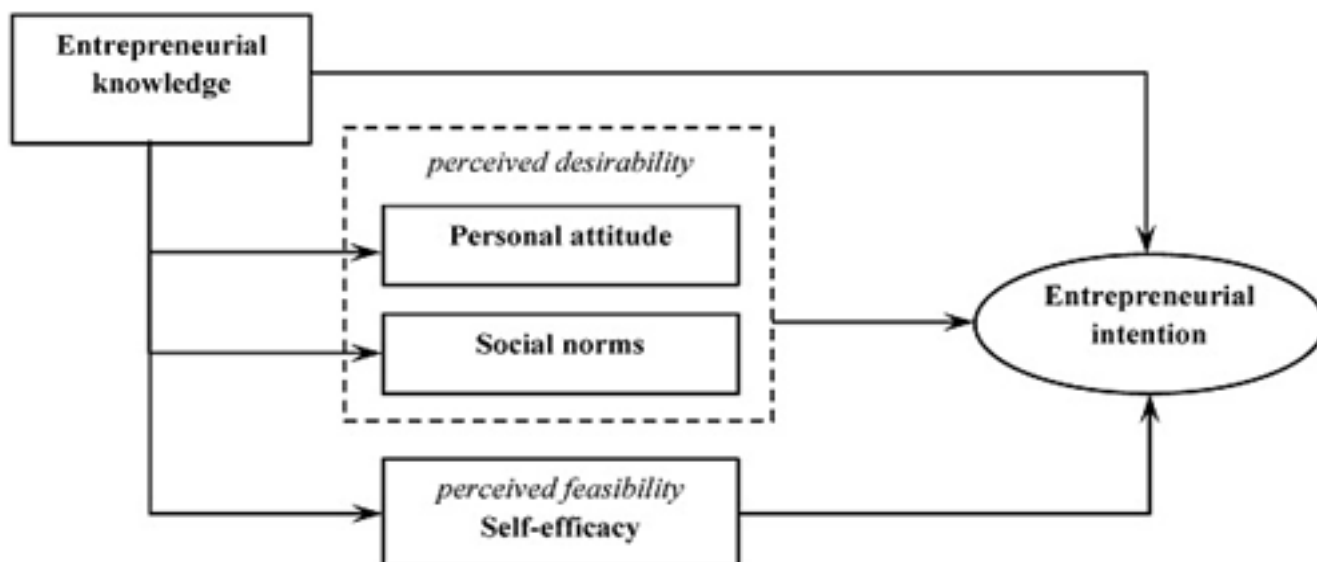 Entrepreneurial
knowledge
perceived desirability
Personal attitude
Social norms
Entrepreneurial
intention
perceived feasibility
Self-efficacy